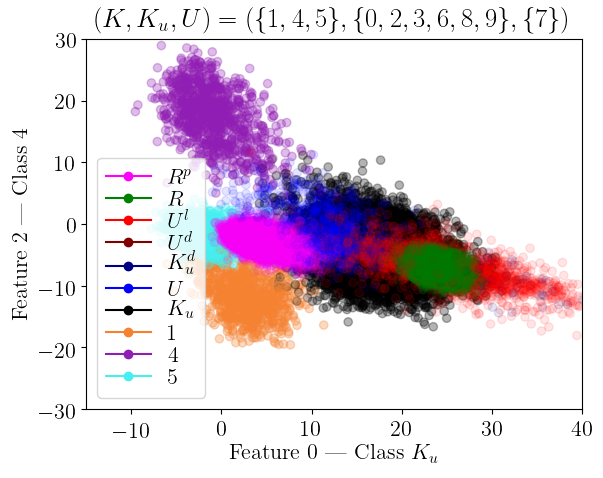 (K, K_u, U) = ({1, 4, 5}, {0, 2, 3, 6, 8, 9}, {7})
Feature 2 — Class 4
30
20
10
0
−10
−20
−30
R^p
R
U^l
U^d
K_u^d
U
K_u
1
4
5
−10
0
10
20
30
40
Feature 0 — Class K_u